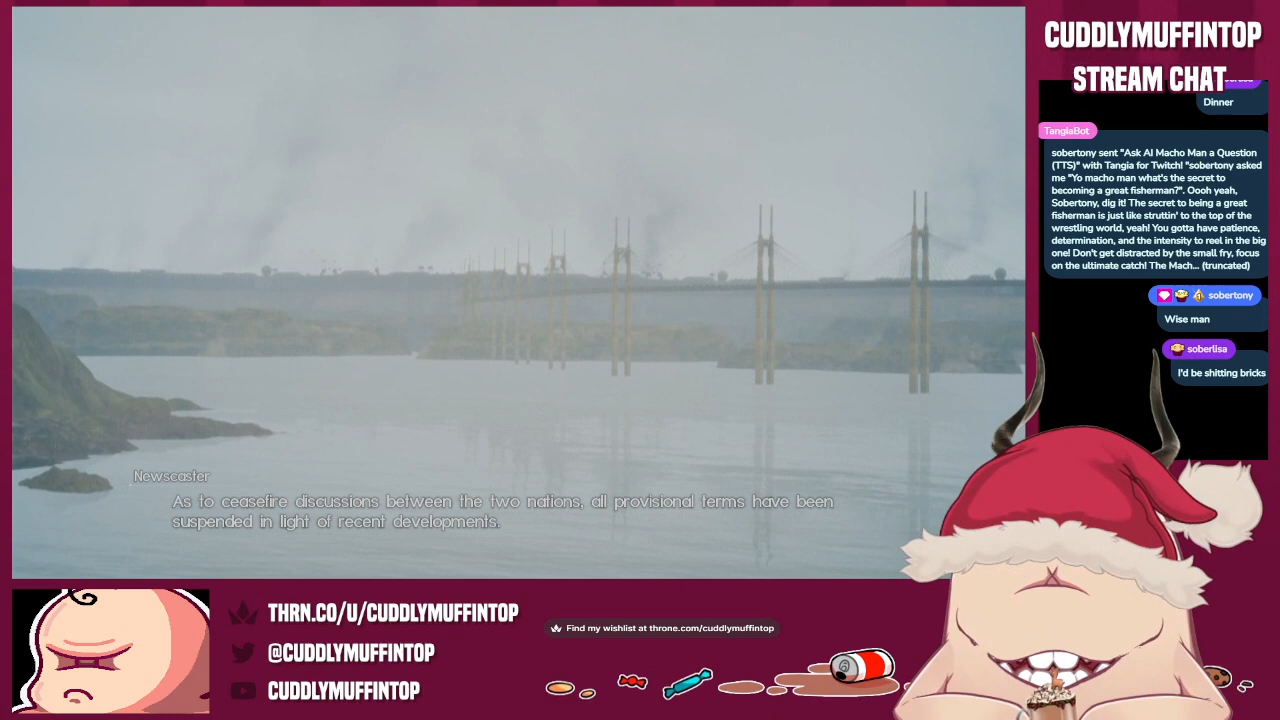 CUDDLYMUFFINTOP
STREAM CHAT
Dinner
TangiaBot
sobertony sent "Ask AI Macho Man a Question
(TTS)" with Tangia for Twitch! "sobertony asked
me "Yo macho man what's the secret to
becoming a great fisherman?". Oooh yeah,
Sobertony, dig it! The secret to being a great
fisherman is just like struttin' to the top of the
wrestling world, yeah! You gotta have patience,
determination, and the intensity to reel in the big
one! Don't get distracted by the small fry, focus
on the ultimate catch! The Mach... (truncated)
sobertony
Wise man
soberlisa
I'd be shitting bricks
Newscaster
As to ceasefire discussions between the two nations, all provisional terms have been
suspended in light of recent developments.
THRN.CO/U/CUDDLYMUFFINTOP
@CUDDLYMUFFINTOP
CUDDLYMUFFINTOP
Find my wishlist at throne.com/cuddlymuffintop